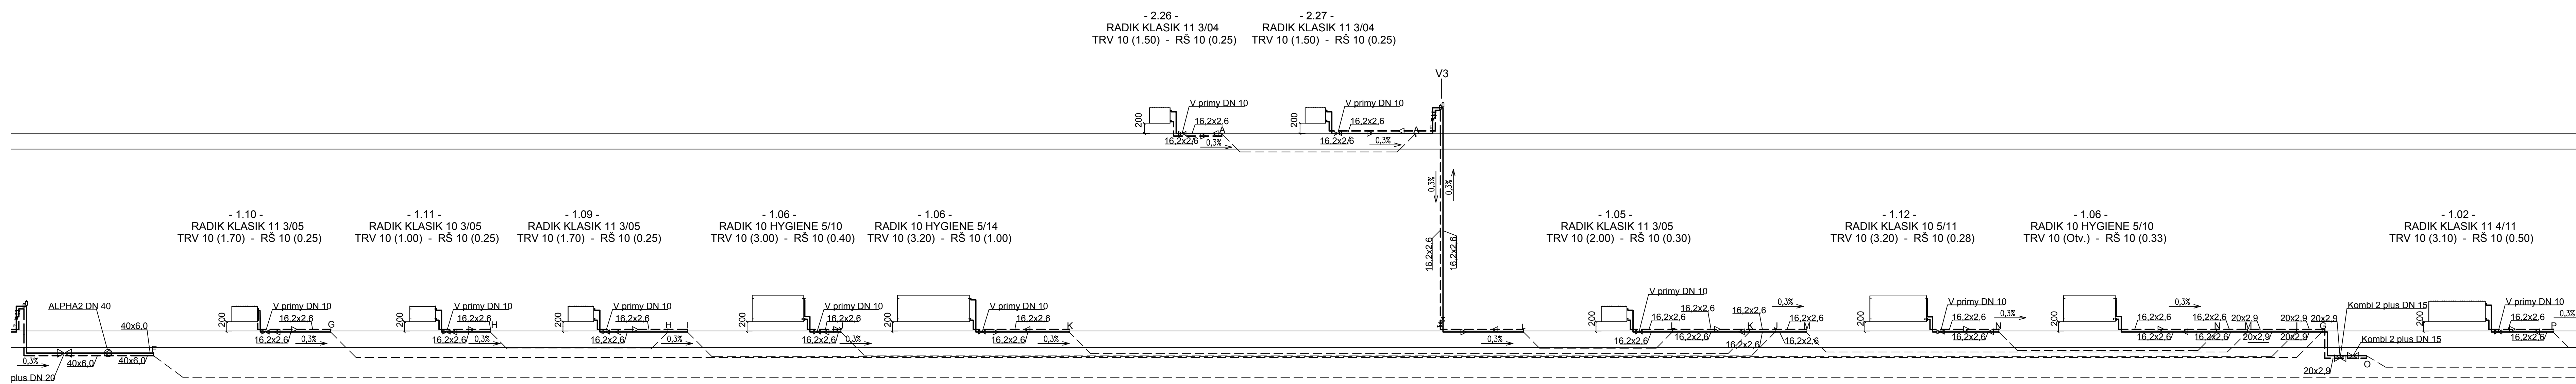 - 2.26 -
RADIK KLASIK 11 3/04
TRV 10 (1.50) - RŠ 10 (0.25)
- 2.27 -
RADIK KLASIK 11 3/04
TRV 10 (1.50) - RŠ 10 (0.25)
V3
200
V primy DN 10
16,2x2,6
A
16,2x2,6
0,3%
200
V primy DN 10
16,2x2,6
A
16,2x2,6
0,3%
0,3%
0,3%
16,2x2,6
16,2x2,6
- 1.10 -
RADIK KLASIK 11 3/05
TRV 10 (1.70) - RŠ 10 (0.25)
- 1.11 -
RADIK KLASIK 10 3/05
TRV 10 (1.00) - RŠ 10 (0.25)
- 1.09 -
RADIK KLASIK 11 3/05
TRV 10 (1.70) - RŠ 10 (0.25)
- 1.06 -
RADIK 10 HYGIENE 5/10
TRV 10 (3.00) - RŠ 10 (0.40)
- 1.06 -
RADIK 10 HYGIENE 5/14
TRV 10 (3.20) - RŠ 10 (1.00)
- 1.05 -
RADIK KLASIK 11 3/05
TRV 10 (2.00) - RŠ 10 (0.30)
- 1.12 -
RADIK KLASIK 10 5/11
TRV 10 (3.20) - RŠ 10 (0.28)
- 1.06 -
RADIK 10 HYGIENE 5/10
TRV 10 (Otv.) - RŠ 10 (0.33)
- 1.02 -
RADIK KLASIK 11 4/11
TRV 10 (3.10) - RŠ 10 (0.50)
ALPHA2 DN 40
40x6,0
F
0,3%
40x6,0
40x6,0
plus DN 20
200
V primy DN 10
16,2x2,6
G
16,2x2,6
0,3%
200
V primy DN 10
16,2x2,6
H
16,2x2,6
0,3%
200
V primy DN 10
16,2x2,6
H
I
16,2x2,6
0,3%
200
V primy DN 10
16,2x2,6
J
16,2x2,6
0,3%
200
V primy DN 10
16,2x2,6
K
16,2x2,6
0,3%
L
0,3%
200
V primy DN 10
16,2x2,6
16,2x2,6
16,2x2,6
0,3%
16,2x2,6
L
K
J
M
16,2x2,6
16,2x2,6
16,2x2,6
16,2x2,6
200
V primy DN 10
16,2x2,6
0,3%
N
16,2x2,6
200
0,3%
16,2x2,6
16,2x2,6
20x2,9
20x2,9
20x2,9
N
M
I
G
16,2x2,6
16,2x2,6
20x2,9
20x2,9
Kombi 2 plus DN 15
Kombi 2 plus DN 15
20x2,9
O
200
V primy DN 10
16,2x2,6
P
16,2x2,6
0,3%